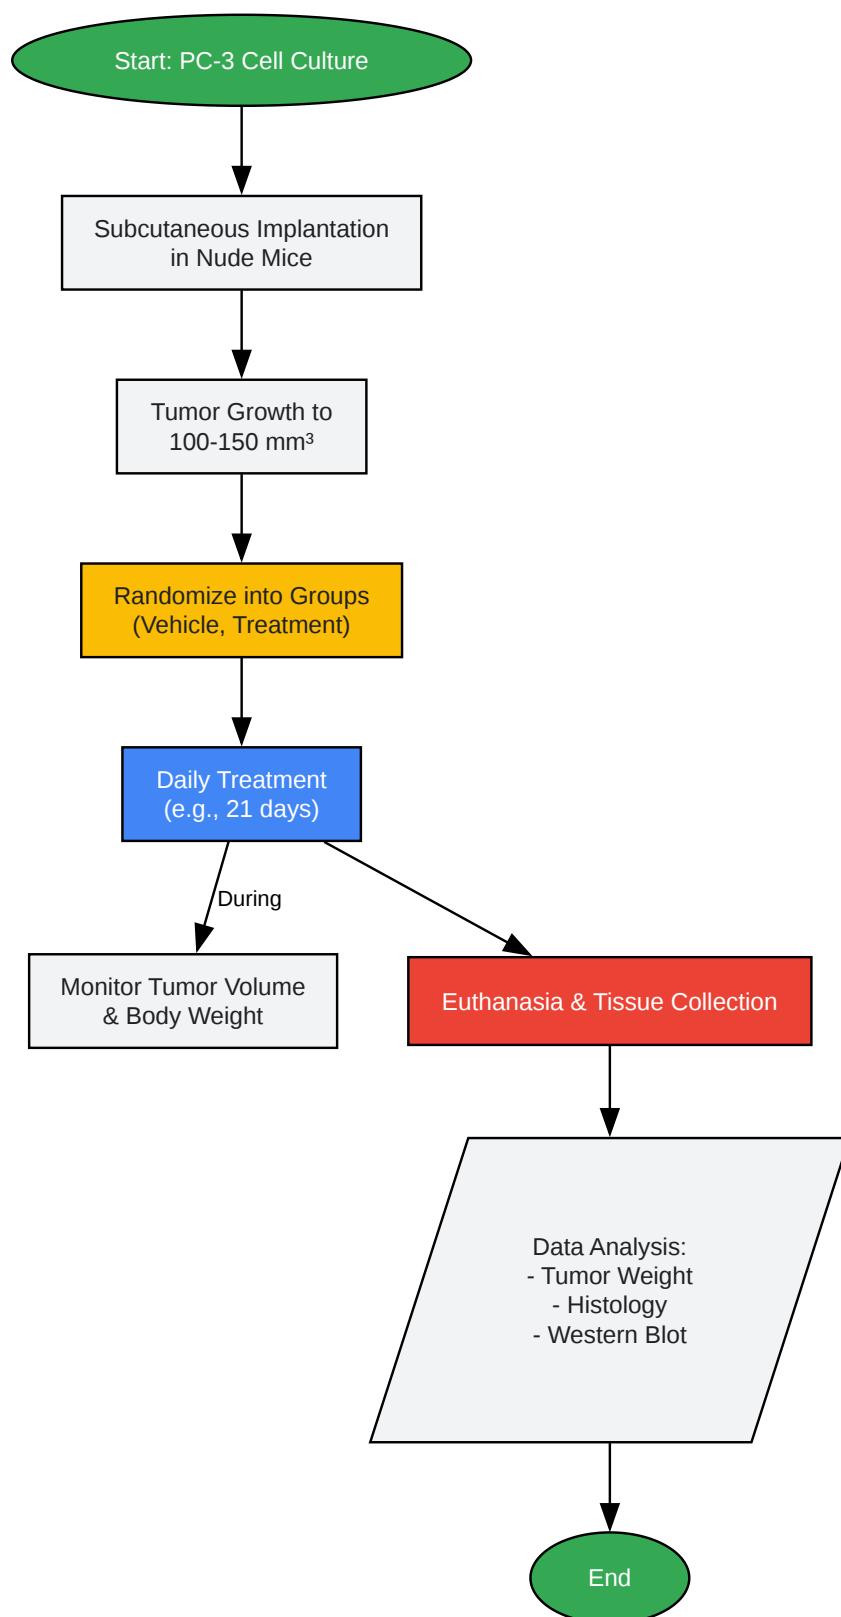 Start: PC-3 Cell Culture
Subcutaneous Implantation
in Nude Mice
Tumor Growth to
100-150 mm³
Randomize into Groups
(Vehicle, Treatment)
Daily Treatment
(e.g., 21 days)
During
Monitor Tumor Volume
& Body Weight
Euthanasia & Tissue Collection
Data Analysis:
- Tumor Weight
- Histology
- Western Blot
End